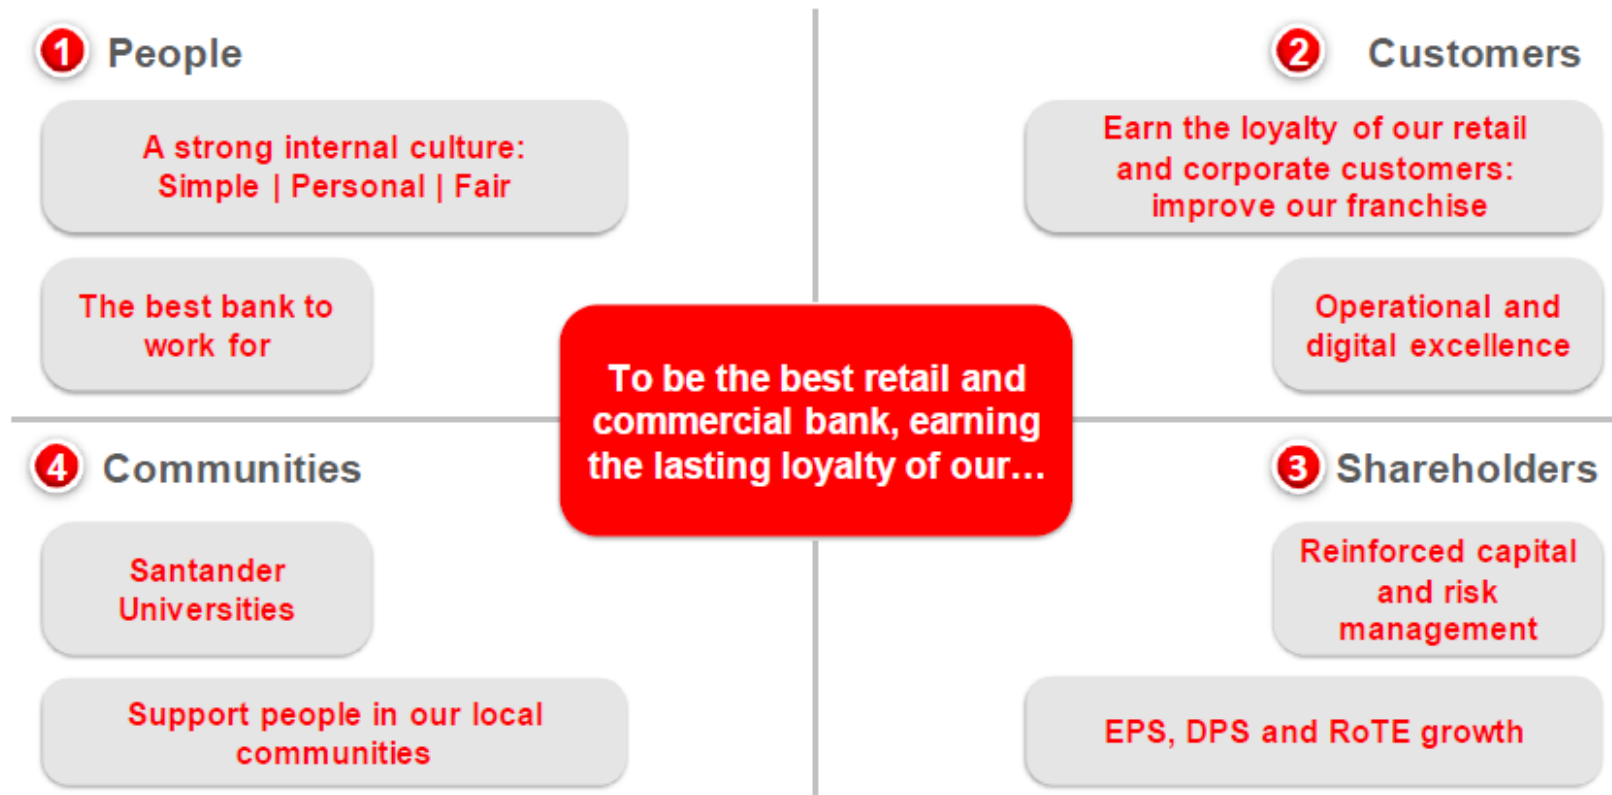 1 People
A strong internal culture:
Simple | Personal | Fair
The best bank to
work for
2 Customers
Earn the loyalty of our retail
and corporate customers:
improve our franchise
Operational and
digital excellence
To be the best retail and
commercial bank, earning
the lasting loyalty of our...
3 Shareholders
Reinforced capital
and risk
management
EPS, DPS and RoTE growth
4 Communities
Santander
Universities
Support people in our local
communities